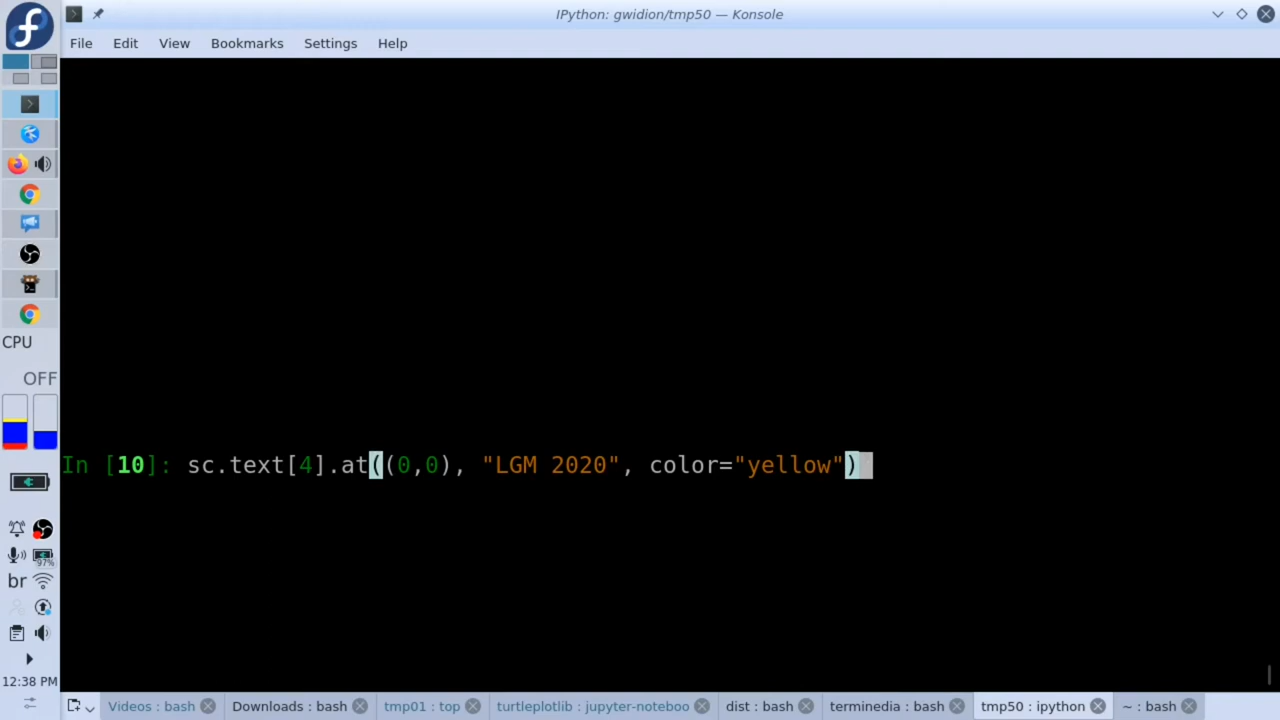 IPython: gwidion/tmp50 — Konsole
File Edit View Bookmarks Settings Help
CPU
OFF
In [10]: sc.text[4].at((0,0), "LGM 2020", color="yellow")
97%
br
12:38 PM
Videos : bash Downloads : bash tmp01 : top turtleplotlib : jupyter-noteboo dist : bash terminedia : bash tmp50 : ipython ~ : bash